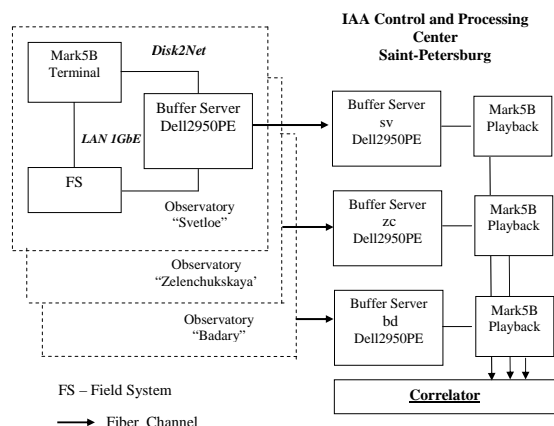 Disk2Net
Mark5B
Terminal
LAN 1GbE
Buffer Server
Dell2950PE
FS
Observatory
“Svetloe”
Observatory
“Zelenchukskaya’
Observatory
“Badary”
FS – Field System
Fiber Channel
IAA Control and Processing
Center
Saint-Petersburg
Buffer Server
sv
Dell2950PE
Mark5B
Playback
Buffer Server
zc
Dell2950PE
Mark5B
Playback
Buffer Server
bd
Dell2950PE
Mark5B
Playback
Correlator